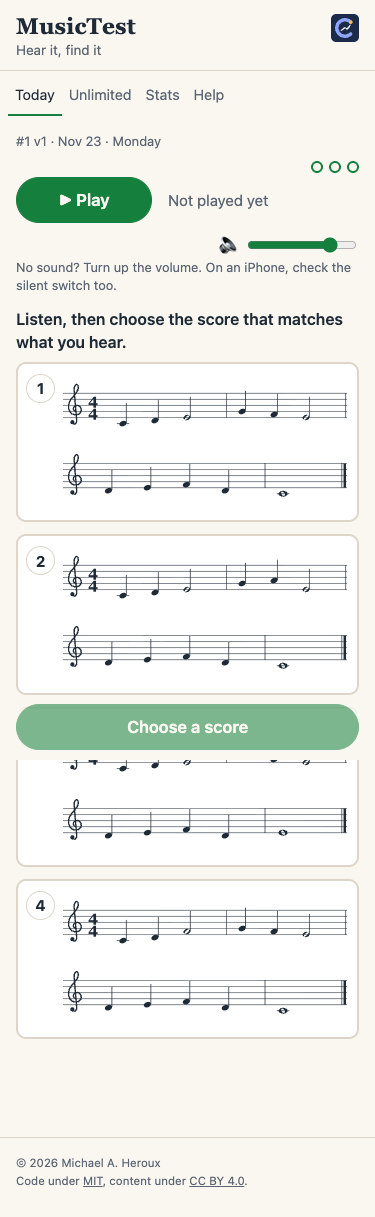 MusicTest
Hear it, find it
Today Unlimited Stats Help
#1 v1 · Nov 23 · Monday
Play
Not played yet
No sound? Turn up the volume. On an iPhone, check the
silent switch too.
Listen, then choose the score that matches
what you hear.
1
4
4
2
4
4
Choose a score
4
4
4
© 2026 Michael A. Heroux
Code under MIT, content under CC BY 4.0.